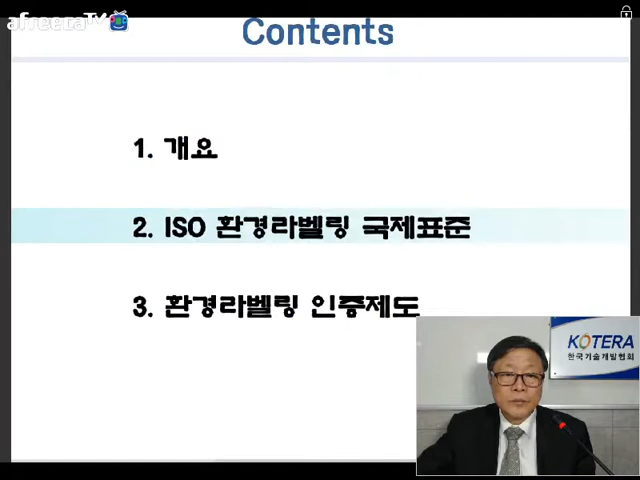 afreecaTV
Contents
1. 개요
2. ISO 환경라벨링 국제표준
3. 환경라벨링 인증제도
KOTERA
한국기술개발협회